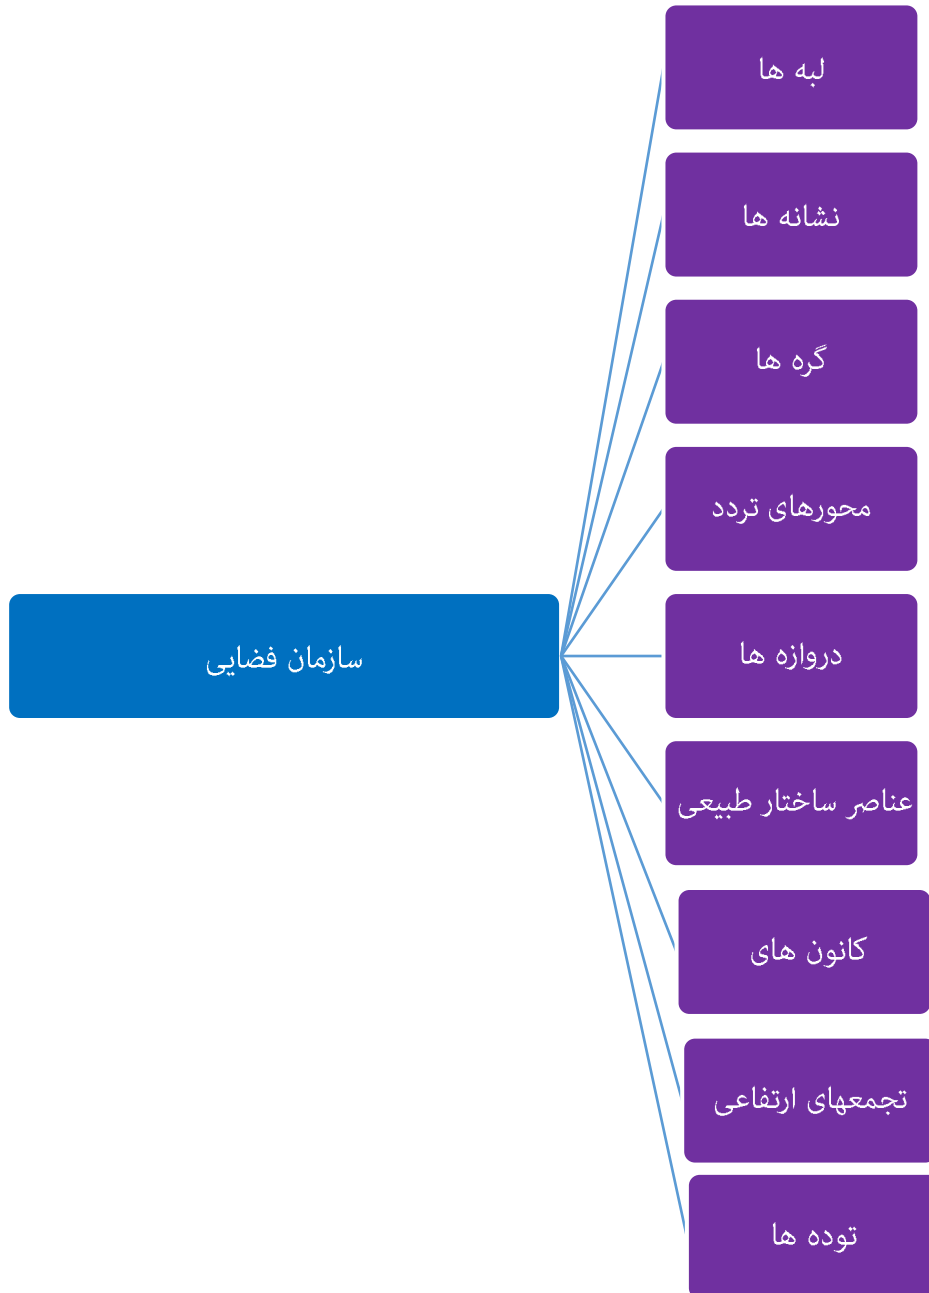 لبه ها
نشانه ها
گره ها
محورهای تردد
سازمان فضایی
دروازه ها
عناصر ساختار طبیعی
کانون های
تجمعهای ارتفاعی
توده ها